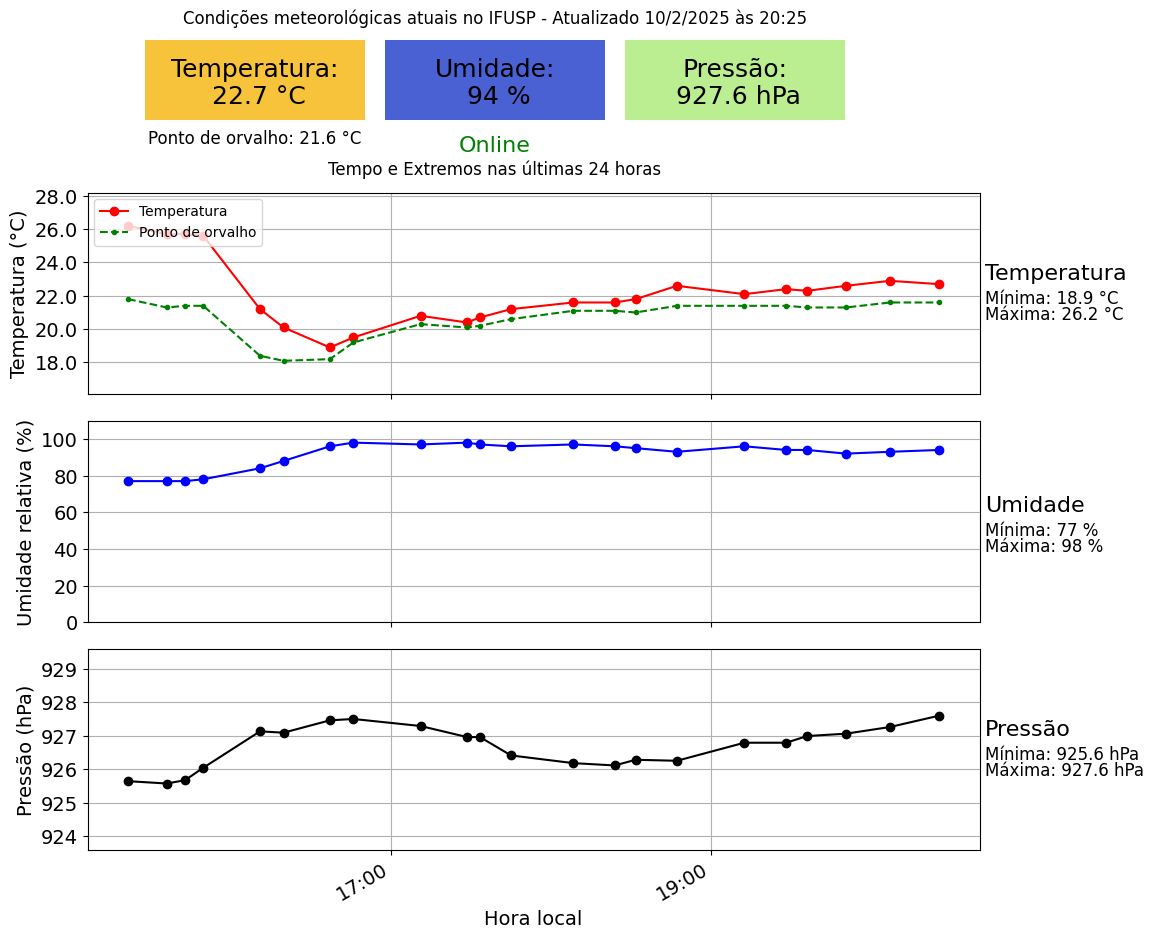 Condições meteorológicas atuais no IFUSP - Atualizado 10/2/2025 às 20:25
Temperatura:
22.7 °C
Umidade:
94 %
Pressão:
927.6 hPa
Ponto de orvalho: 21.6 °C
Online
Tempo e Extremos nas últimas 24 horas
Temperatura (°C)
28.0
26.0
24.0
22.0
20.0
18.0
Temperatura
Ponto de orvalho
Temperatura
Mínima: 18.9 °C
Máxima: 26.2 °C
Umidade relativa (%)
100
80
60
40
20
0
Umidade
Mínima: 77 %
Máxima: 98 %
Pressão (hPa)
929
928
927
926
925
924
Pressão
Mínima: 925.6 hPa
Máxima: 927.6 hPa
17:00
19:00
Hora local